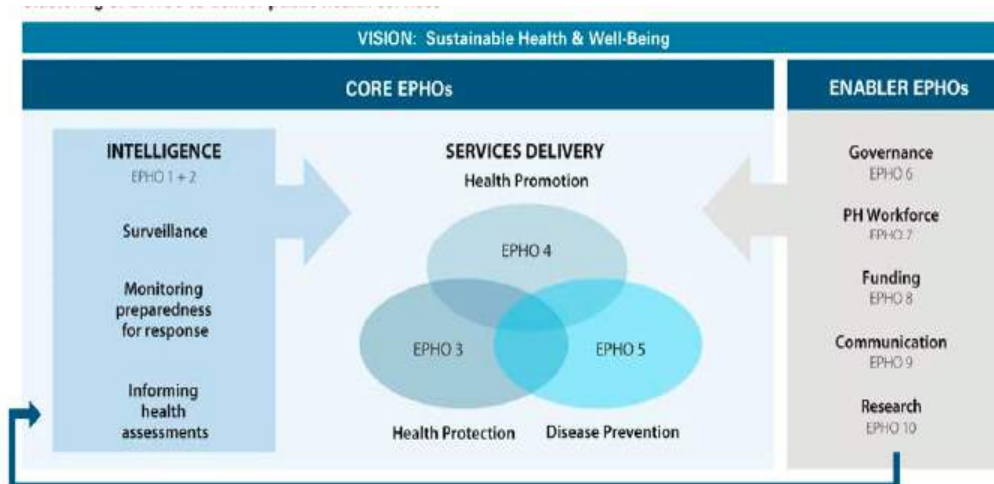 VISION: Sustainable Health & Well-Being
CORE EPHOs
INTELLIGENCE
EPHO 1 + 2
Surveillance
Monitoring
preparedness
for response
Informing
health
assessments
SERVICES DELIVERY
Health Promotion
EPHO 4
EPHO 3
EPHO 5
Health Protection
Disease Prevention
ENABLER EPHOs
Governance
EPHO 6
PH Workforce
EPHO 7
Funding
EPHO 8
Communication
EPHO 9
Research
EPHO 10